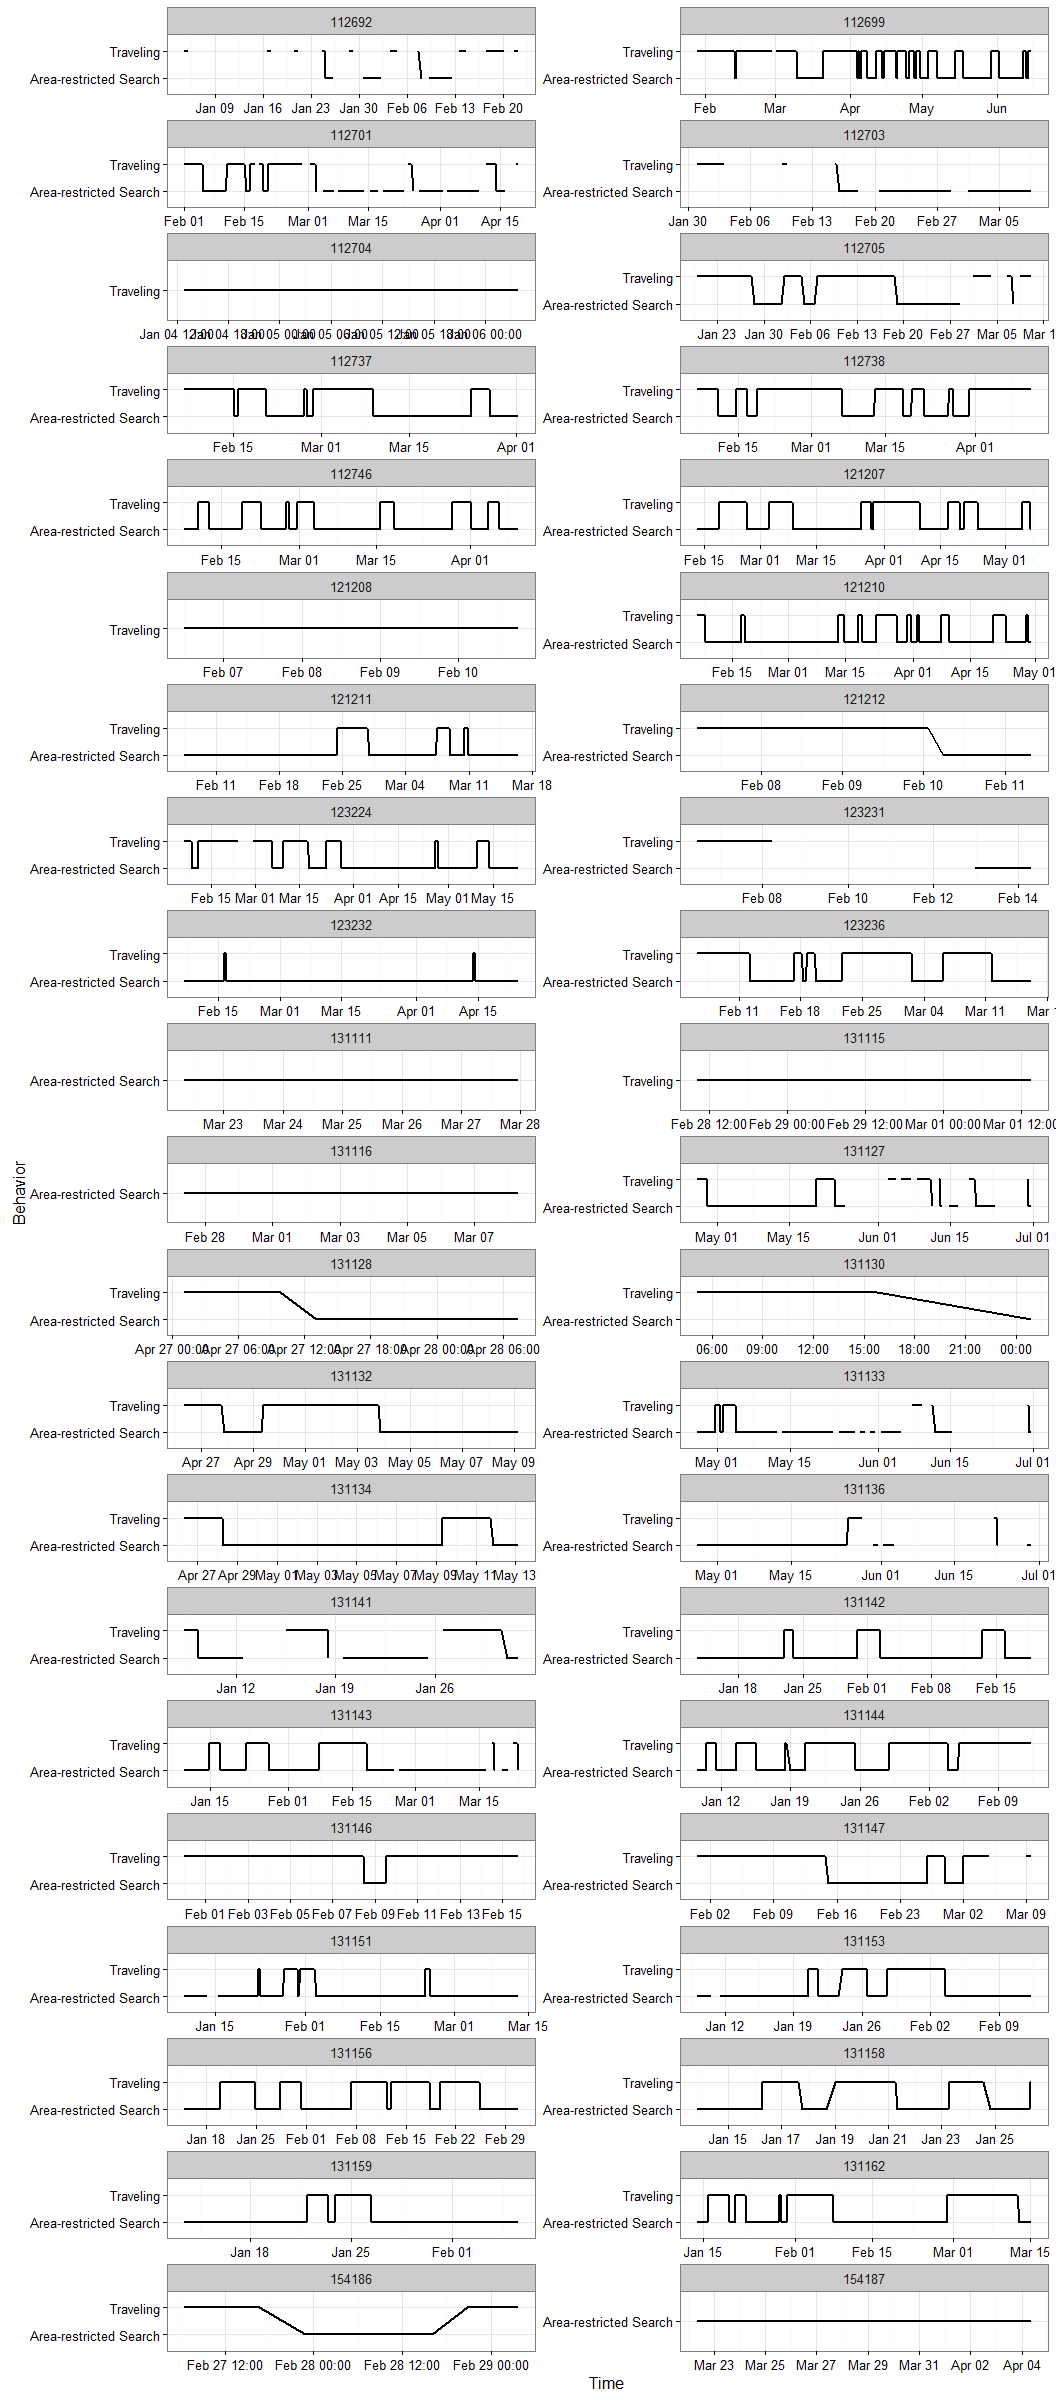 112692
Traveling
Area-restricted Search
Jan 09 Jan 16 Jan 23 Jan 30 Feb 06 Feb 13 Feb 20
112699
Traveling
Area-restricted Search
Feb Mar Apr May Jun
112701
Traveling
Area-restricted Search
Feb 01 Feb 15 Mar 01 Mar 15 Apr 01 Apr 15
112703
Traveling
Area-restricted Search
Jan 30 Feb 06 Feb 13 Feb 20 Feb 27 Mar 05
112704
Traveling
Jan 04 12:00 Jan 04 18:00 Jan 05 00:00 Jan 05 06:00 Jan 05 12:00 Jan 05 18:00 Jan 06 00:00
112705
Traveling
Area-restricted Search
Jan 23 Jan 30 Feb 06 Feb 13 Feb 20 Feb 27 Mar 05 Mar 1
112737
Traveling
Area-restricted Search
Feb 15 Mar 01 Mar 15 Apr 01
112738
Traveling
Area-restricted Search
Feb 15 Mar 01 Mar 15 Apr 01
112746
Traveling
Area-restricted Search
Feb 15 Mar 01 Mar 15 Apr 01
121207
Traveling
Area-restricted Search
Feb 15 Mar 01 Mar 15 Apr 01 Apr 15 May 01
121208
Traveling
Feb 07 Feb 08 Feb 09 Feb 10
121210
Traveling
Area-restricted Search
Feb 15 Mar 01 Mar 15 Apr 01 Apr 15 May 01
121211
Traveling
Area-restricted Search
Feb 11 Feb 18 Feb 25 Mar 04 Mar 11 Mar 18
121212
Traveling
Area-restricted Search
Feb 08 Feb 09 Feb 10 Feb 11
123224
Traveling
Area-restricted Search
Feb 15 Mar 01 Mar 15 Apr 01 Apr 15 May 01 May 15
123231
Traveling
Area-restricted Search
Feb 08 Feb 10 Feb 12 Feb 14
123232
Traveling
Area-restricted Search
Feb 15 Mar 01 Mar 15 Apr 01 Apr 15
123236
Traveling
Area-restricted Search
Feb 11 Feb 18 Feb 25 Mar 04 Mar 11 Mar 1
131111
Area-restricted Search
Mar 23 Mar 24 Mar 25 Mar 26 Mar 27 Mar 28
131115
Traveling
Feb 28 12:00 Feb 29 00:00 Feb 29 12:00 Mar 01 00:00 Mar 01 12:00
131116
Area-restricted Search
Feb 28 Mar 01 Mar 03 Mar 05 Mar 07
131127
Traveling
Area-restricted Search
May 01 May 15 Jun 01 Jun 15 Jul 01
131128
Traveling
Area-restricted Search
Apr 27 00:00 Apr 27 06:00 Apr 27 12:00 Apr 27 18:00 Apr 28 00:00 Apr 28 06:00
131130
Traveling
Area-restricted Search
06:00 09:00 12:00 15:00 18:00 21:00 00:00
131132
Traveling
Area-restricted Search
Apr 27 Apr 29 May 01 May 03 May 05 May 07 May 09
131133
Traveling
Area-restricted Search
May 01 May 15 Jun 01 Jun 15 Jul 01
131134
Traveling
Area-restricted Search
Apr 27 Apr 29 May 01 May 03 May 05 May 07 May 09 May 11 May 13
131136
Traveling
Area-restricted Search
May 01 May 15 Jun 01 Jun 15 Jul 01
131141
Traveling
Area-restricted Search
Jan 12 Jan 19 Jan 26
131142
Traveling
Area-restricted Search
Jan 18 Jan 25 Feb 01 Feb 08 Feb 15
131143
Traveling
Area-restricted Search
Jan 15 Feb 01 Feb 15 Mar 01 Mar 15
131144
Traveling
Area-restricted Search
Jan 12 Jan 19 Jan 26 Feb 02 Feb 09
131146
Traveling
Area-restricted Search
Feb 01 Feb 03 Feb 05 Feb 07 Feb 09 Feb 11 Feb 13 Feb 15
131147
Traveling
Area-restricted Search
Feb 02 Feb 09 Feb 16 Feb 23 Mar 02 Mar 09
131151
Traveling
Area-restricted Search
Jan 15 Feb 01 Feb 15 Mar 01 Mar 15
131153
Traveling
Area-restricted Search
Jan 12 Jan 19 Jan 26 Feb 02 Feb 09
131156
Traveling
Area-restricted Search
Jan 18 Jan 25 Feb 01 Feb 08 Feb 15 Feb 22 Feb 29
131158
Traveling
Area-restricted Search
Jan 15 Jan 17 Jan 19 Jan 21 Jan 23 Jan 25
131159
Traveling
Area-restricted Search
Jan 18 Jan 25 Feb 01
131162
Traveling
Area-restricted Search
Jan 15 Feb 01 Feb 15 Mar 01 Mar 15
154186
Traveling
Area-restricted Search
Feb 27 12:00 Feb 28 00:00 Feb 28 12:00 Feb 29 00:00
154187
Area-restricted Search
Mar 23 Mar 25 Mar 27 Mar 29 Mar 31 Apr 02 Apr 04
Behavior
Time